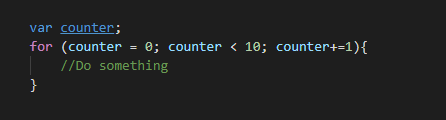 var counter;
for (counter = 0; counter < 10; counter+=1){
    //Do something
}